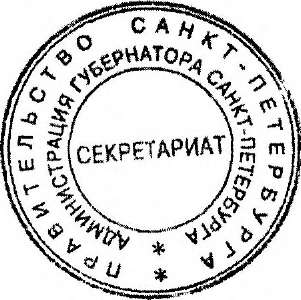 ПРАВИТЕЛЬСТВО САНКТ-ПЕТЕРБУРГА
* АДМИНИСТРАЦИЯ ГУБЕРНАТОРА САНКТ-ПЕТЕРБУРГА *
СЕКРЕТАРИАТ